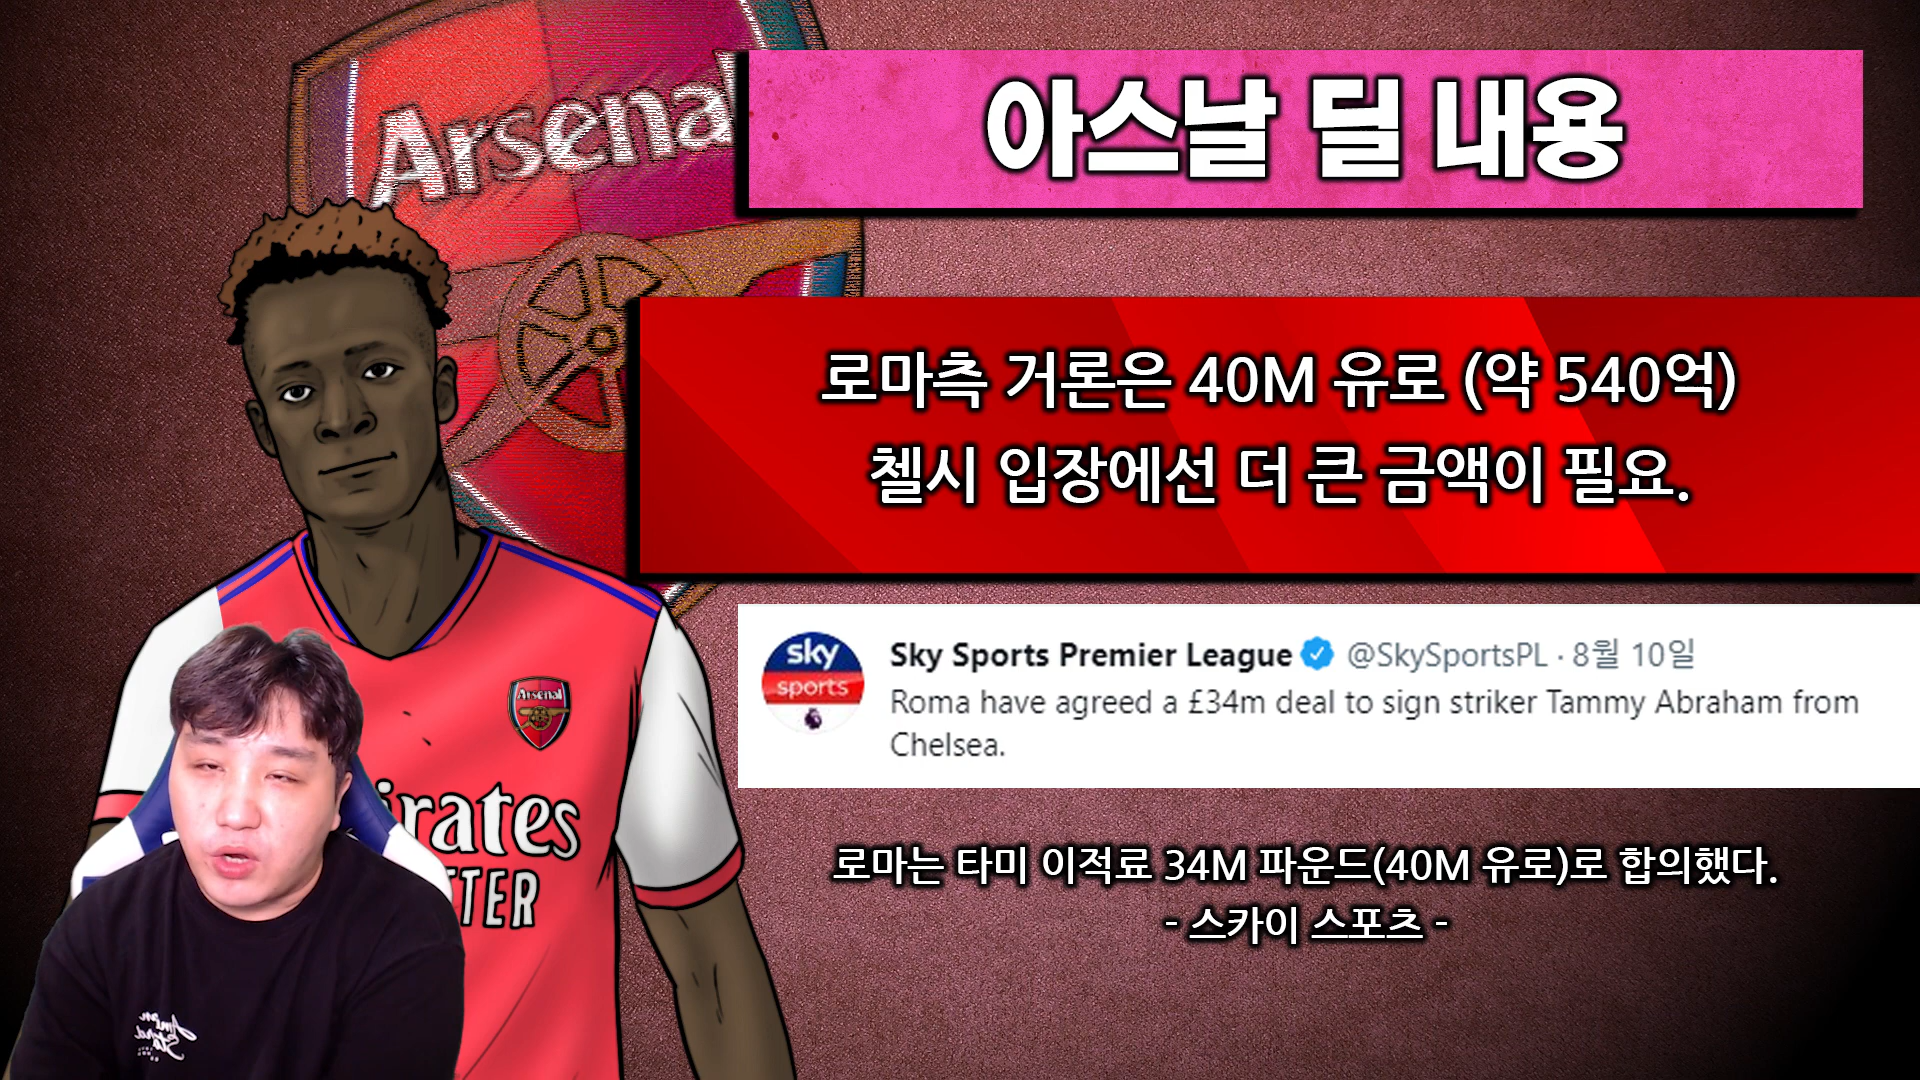 Arsenal
아스날 딜 내용
로마측 거론은 40M 유로 (약 540억)
첼시 입장에선 더 큰 금액이 필요.
sky sports
Sky Sports Premier League @SkySportsPL · 8월 10일
Roma have agreed a £34m deal to sign striker Tammy Abraham from
Chelsea.
Arsenal
irates
TTER
로마는 타미 이적료 34M 파운드(40M 유로)로 합의했다.
- 스카이 스포츠 -